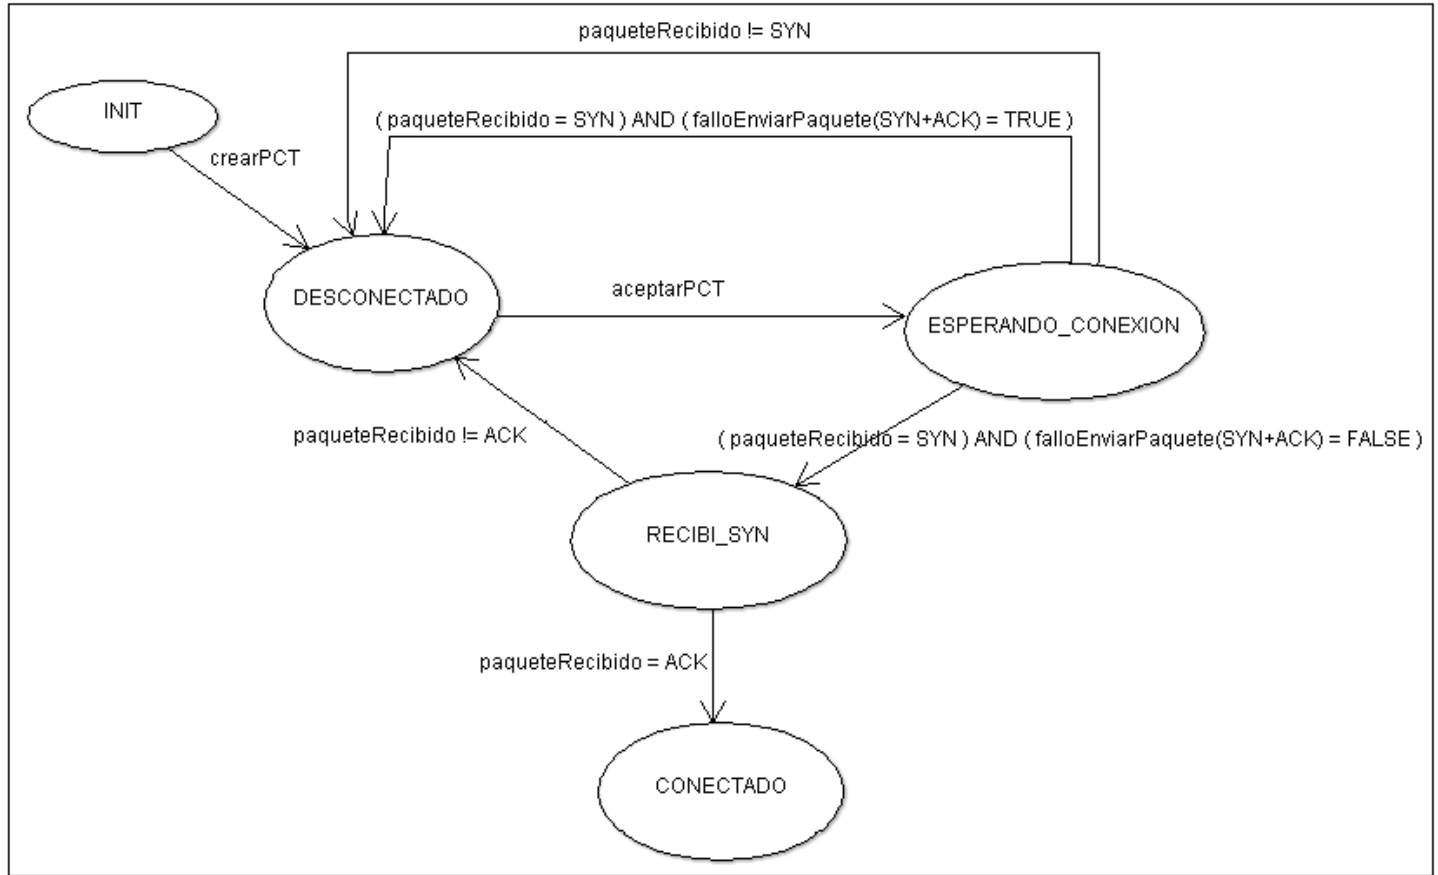 paqueteRecibido != SYN
INIT
( paqueteRecibido = SYN ) AND ( falloEnviarPaquete(SYN+ACK) = TRUE )
crearPCT
DESCONECTADO
aceptarPCT
ESPERANDO_CONEXION
paqueteRecibido != ACK
( paqueteRecibido = SYN ) AND ( falloEnviarPaquete(SYN+ACK) = FALSE )
RECIBI_SYN
paqueteRecibido = ACK
CONECTADO